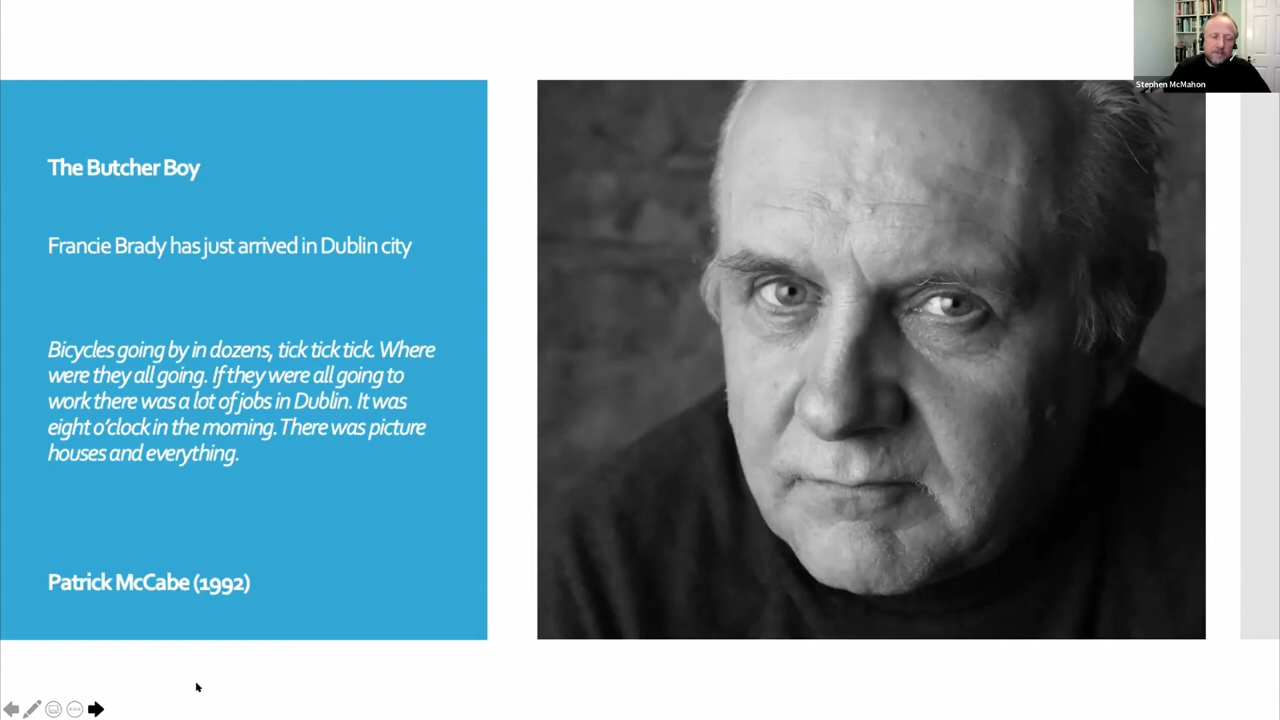 Stephen McMahon
The Butcher Boy
Francie Brady has just arrived in Dublin city
Bicycles going by in dozens, tick tick tick. Where
were they all going. If they were all going to
work there was a lot of jobs in Dublin. It was
eight o'clock in the morning. There was picture
houses and everything.
Patrick McCabe (1992)